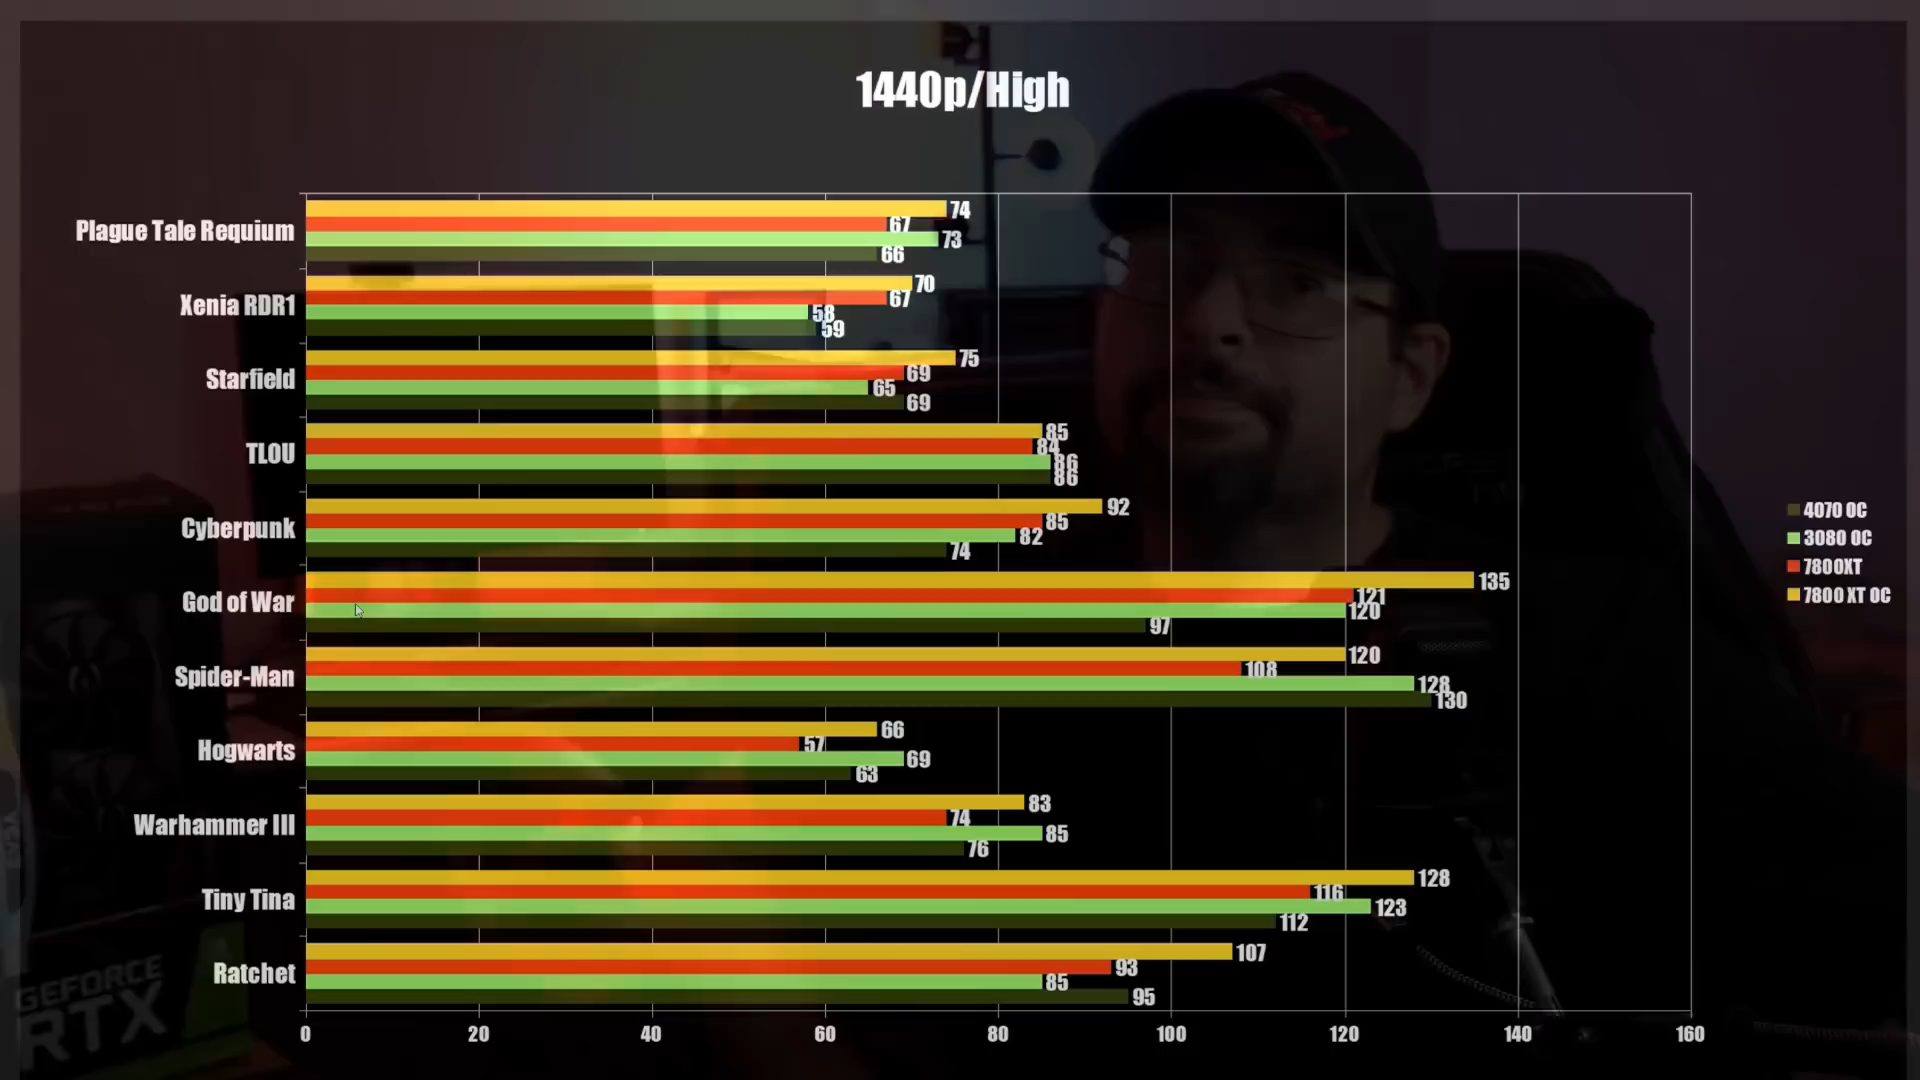 1440p/High
Plague Tale Requium
74
67
73
66
Xenia RDR1
70
67
58
59
Starfield
75
69
65
69
TLOU
85
84
86
86
Cyberpunk
92
85
82
74
God of War
135
121
120
97
Spider-Man
120
108
128
130
Hogwarts
66
57
69
63
Warhammer III
83
74
85
76
Tiny Tina
128
116
123
112
Ratchet
107
93
85
95
0 20 40 60 80 100 120 140 160
4070 OC
3080 OC
7800XT
7800 XT OC
GEFORCE
RTX